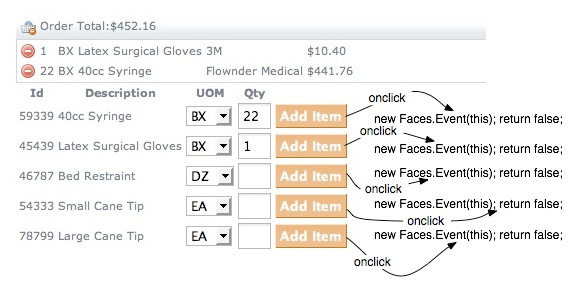 Order Total:$452.16
1 BX Latex Surgical Gloves 3M $10.40
22 BX 40cc Syringe Flownder Medical $441.76
Id Description UOM Qty
59339 40cc Syringe BX 22 Add Item
onclick
new Faces.Event(this); return false;
45439 Latex Surgical Gloves BX 1 Add Item
onclick
new Faces.Event(this); return false;
46787 Bed Restraint DZ Add Item
onclick
new Faces.Event(this); return false;
54333 Small Cane Tip EA Add Item
onclick
new Faces.Event(this); return false;
78799 Large Cane Tip EA Add Item
onclick
new Faces.Event(this); return false;